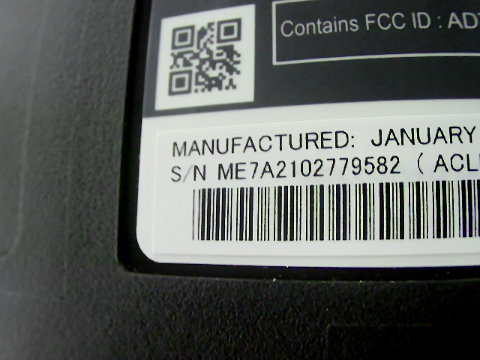 Contains FCC ID : AD
MANUFACTURED: JANUARY
S/N ME7A2102779582 ( ACL